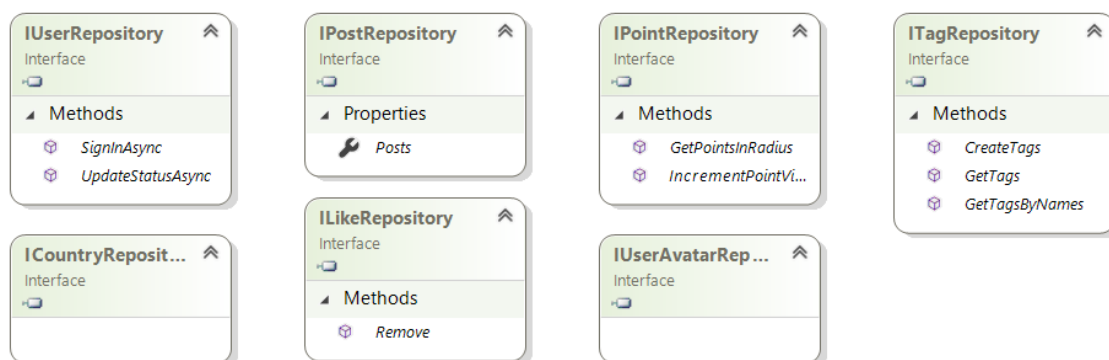 IUserRepository
Interface
Methods
SignInAsync
UpdateStatusAsync
IPostRepository
Interface
Properties
Posts
IPointRepository
Interface
Methods
GetPointsInRadius
IncrementPointVi...
ITagRepository
Interface
Methods
CreateTags
GetTags
GetTagsByNames
ICountryReposit...
Interface
ILikeRepository
Interface
Methods
Remove
IUserAvatarRep...
Interface